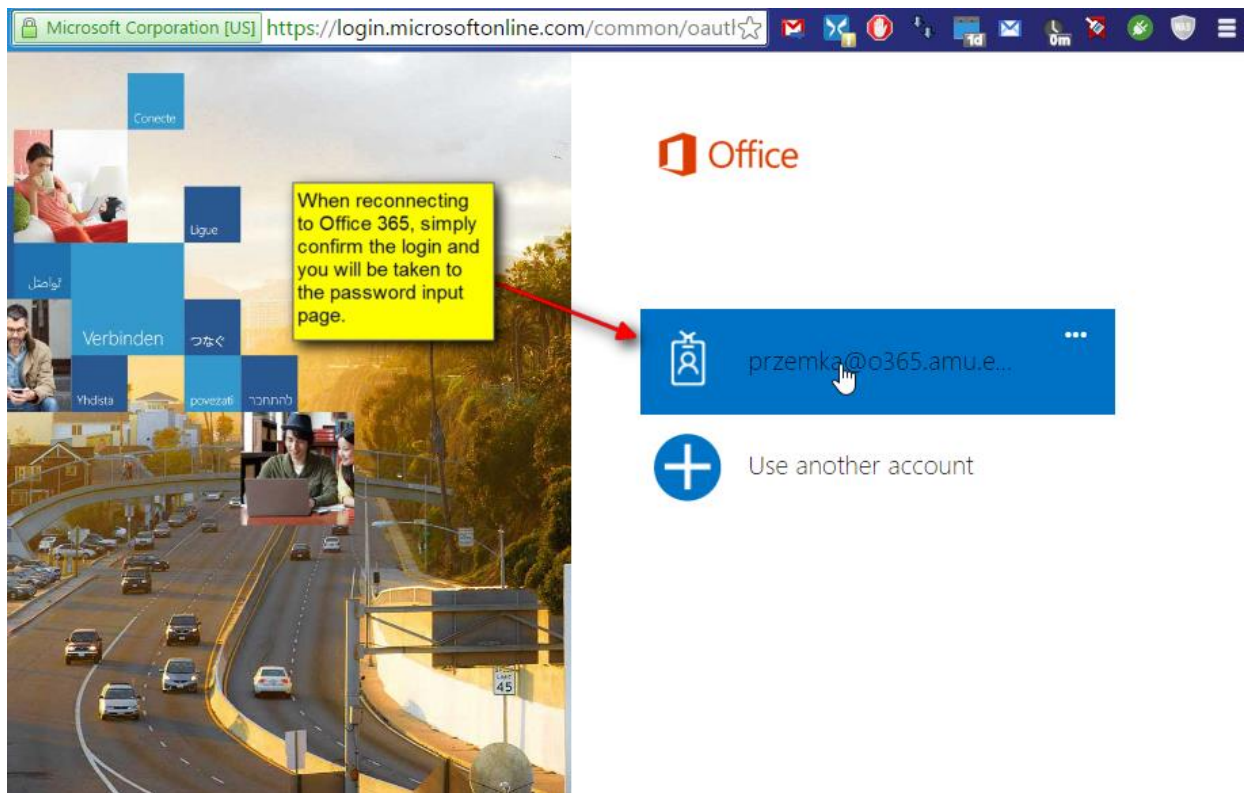 Microsoft Corporation [US] https://login.microsoftonline.com/common/oautl
1d
0m
Conecte
Ligue
تواصل
Verbinden
つなぐ
Yhdista
povezati
להתחבר
When reconnecting
to Office 365, simply
confirm the login and
you will be taken to
the password input
page.
Office
przemka@o365.amu.e...
Use another account
45